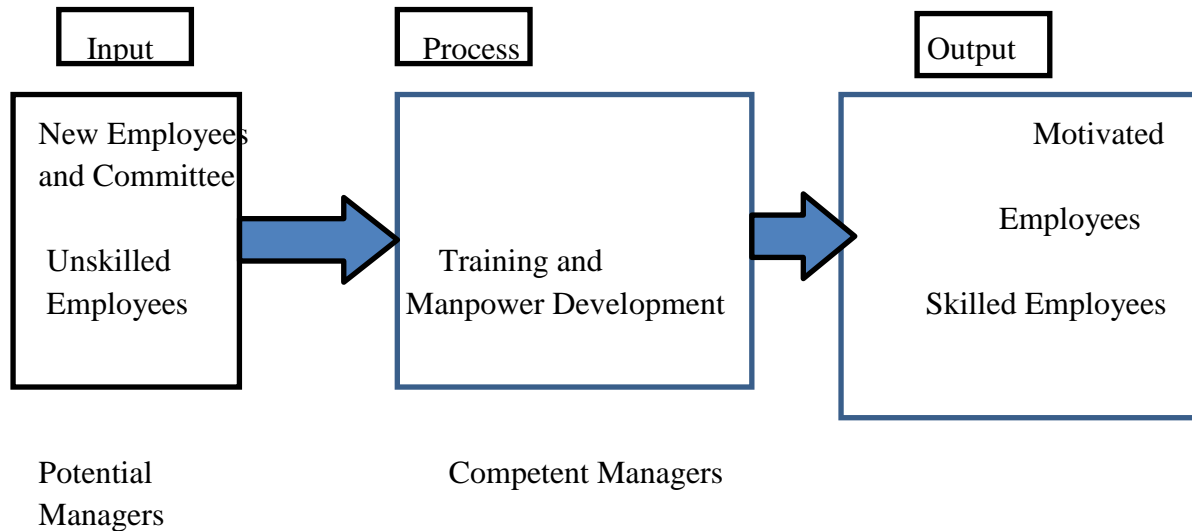 Input
Process
Output
New Employees
and Committee
Unskilled
Employees
Training and
Manpower Development
Motivated
Employees
Skilled Employees
Potential
Managers
Competent Managers